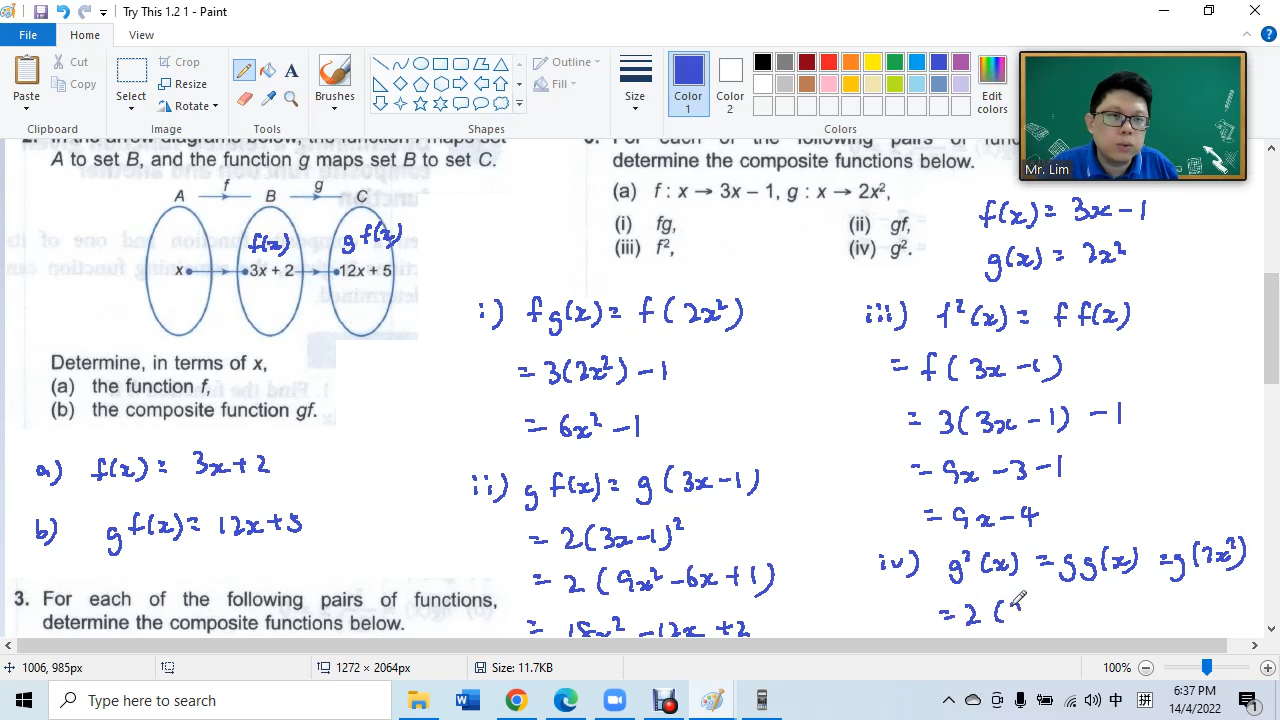 Try This 1.2 1 - Paint
File Home View
Paste
Cut
Copy
Clipboard
Select
Crop
Resize
Rotate
Image
A
Tools
Brushes
Shapes
Outline
Fill
Size
Color 1
Color 2
Colors
Edit colors
Mr. Lim
A to set B, and the function g maps set B to set C.
A f B g C
f(x) g f(x)
x 3x + 2 12x + 5
Determine, in terms of x,
(a) the function f,
(b) the composite function gf.
a) f(x) = 3x+2
b) g f(x) = 12x+5
3. For each of the following pairs of functions,
determine the composite functions below.
determine the composite functions below.
(a) f : x → 3x – 1, g : x → 2x²,
(i) fg, (ii) gf,
(iii) f², (iv) g².
f(x) = 3x-1
g(x) = 2x²
i) fg(x) = f(2x²)
= 3(2x²) - 1
= 6x² - 1
ii) g f(x) = g(3x-1)
= 2(3x-1)²
= 2(9x² - 6x + 1)
= 18x² - 12x + 2
iii) f²(x) = f f(x)
= f(3x-1)
= 3(3x-1) - 1
= 9x - 3 - 1
= 9x - 4
iv) g²(x) = gg(x) = g(2x²)
= 2(
1006, 985px
1272 × 2064px
Size: 11.7KB
100%
Type here to search
中
拼
6:37 PM
14/4/2022
1